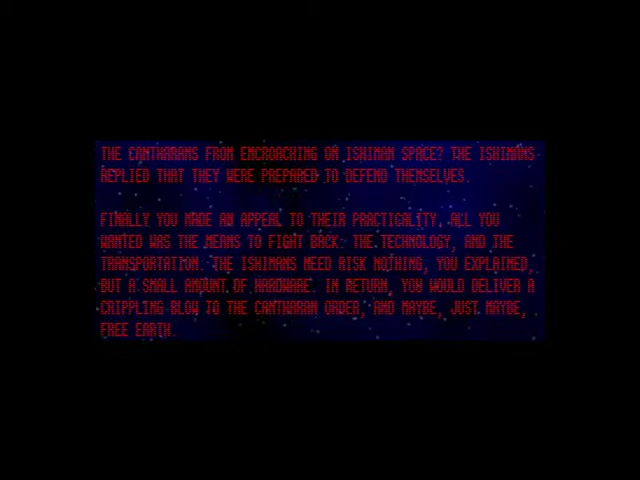 THE CANTHARANS FROM ENCROACHING ON ISHIMAN SPACE? THE ISHIMANS
REPLIED THAT THEY WERE PREPARED TO DEFEND THEMSELVES.
FINALLY YOU MADE AN APPEAL TO THEIR PRACTICALITY. ALL YOU
WANTED WAS THE MEANS TO FIGHT BACK: THE TECHNOLOGY, AND THE
TRANSPORTATION. THE ISHIMANS NEED RISK NOTHING, YOU EXPLAINED,
BUT A SMALL AMOUNT OF HARDWARE. IN RETURN, YOU WOULD DELIVER A
CRIPPLING BLOW TO THE CANTHARAN ORDER, AND MAYBE, JUST MAYBE,
FREE EARTH.